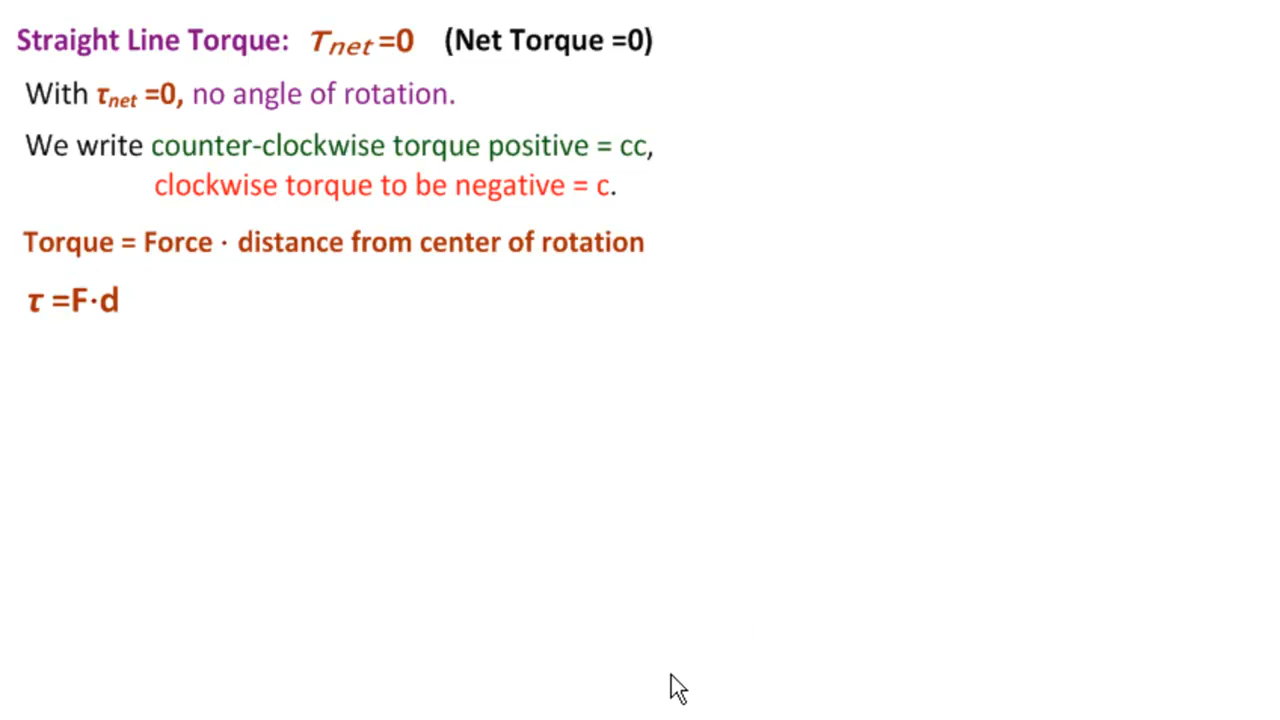 Straight Line Torque: τnet =0 (Net Torque =0)
With τnet =0, no angle of rotation.
We write counter-clockwise torque positive = cc,
clockwise torque to be negative = c.
Torque = Force · distance from center of rotation
τ =F·d